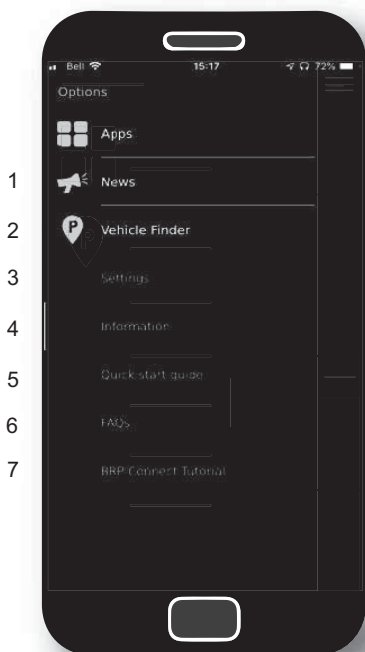 Bell 15:17 72%
Options
Apps
1 News
2 P Vehicle Finder
3 Settings
4 Information
5 Quick start guide
6 FAQs
7 BRP Connect Tutorial